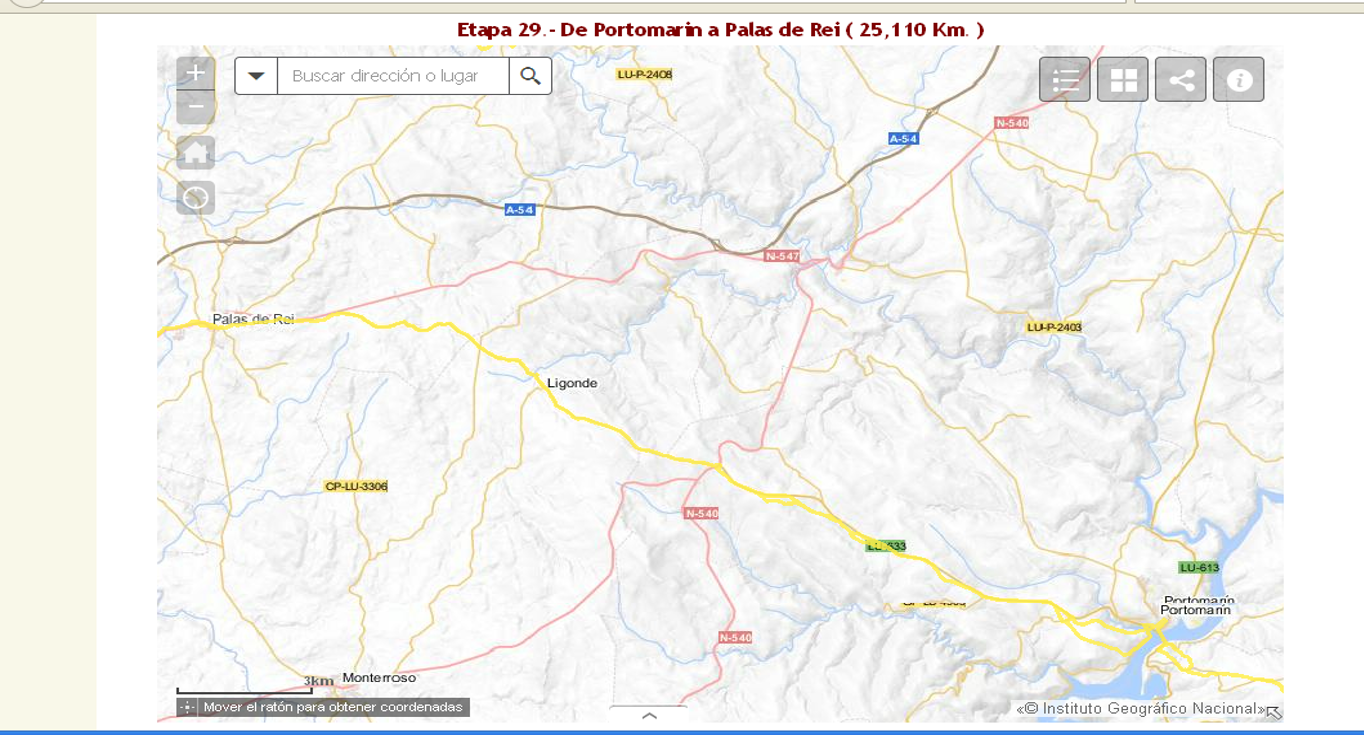 Etapa 29.- De Portomarin a Palas de Rei ( 25,110 Km. )
+
Buscar dirección o lugar
LU-P-2408
N-540
A-54
−
A-54
N-547
Palas de Rei
LU-P-2403
Ligonde
CP-LU-3306
N-540
LU-633
LU-613
Portomarín
Portomarín
N-540
3km
Monterroso
Mover el ratón para obtener coordenadas
«© Instituto Geográfico Nacional»